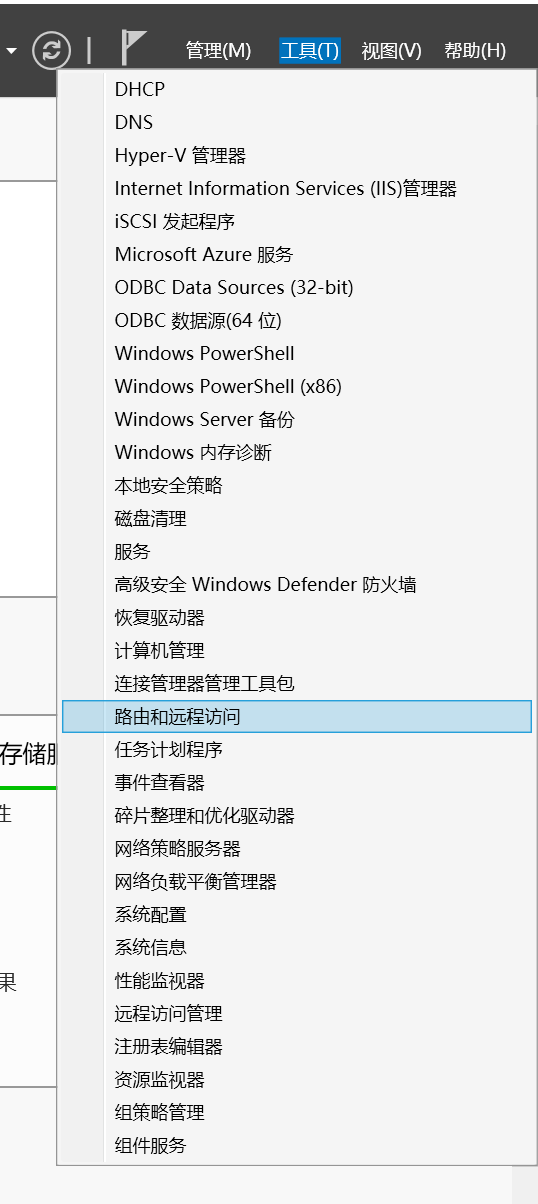 管理(M) 工具(T) 视图(V) 帮助(H)
DHCP
DNS
Hyper-V 管理器
Internet Information Services (IIS)管理器
iSCSI 发起程序
Microsoft Azure 服务
ODBC Data Sources (32-bit)
ODBC 数据源(64 位)
Windows PowerShell
Windows PowerShell (x86)
Windows Server 备份
Windows 内存诊断
本地安全策略
磁盘清理
服务
高级安全 Windows Defender 防火墙
恢复驱动器
计算机管理
连接管理器管理工具包
路由和远程访问
任务计划程序
存储
事件查看器
性
碎片整理和优化驱动器
网络策略服务器
网络负载平衡管理器
系统配置
系统信息
果
性能监视器
远程访问管理
注册表编辑器
资源监视器
组策略管理
组件服务